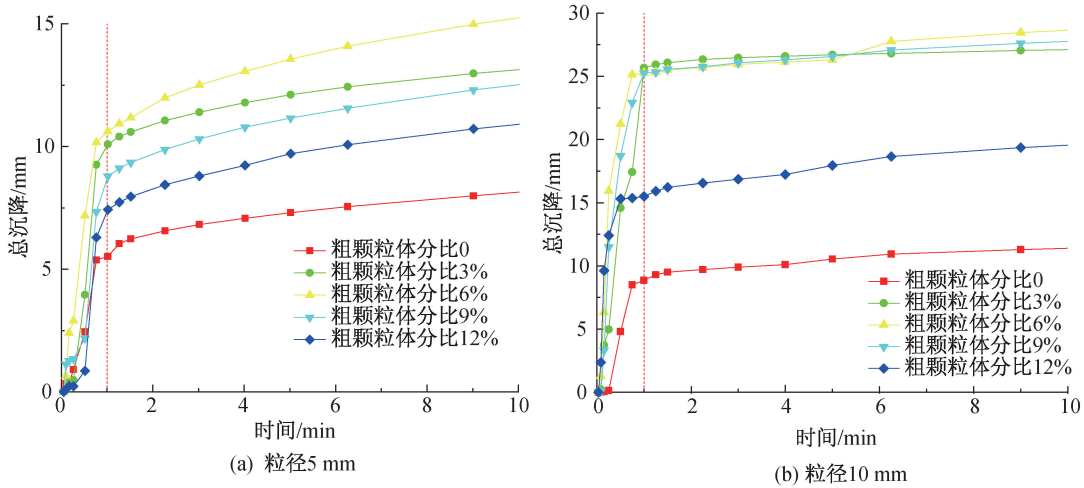 15
10
5
0
总沉降/mm
粗颗粒体分比0
粗颗粒体分比3%
粗颗粒体分比6%
粗颗粒体分比9%
粗颗粒体分比12%
0 2 4 6 8 10
时间/min
(a) 粒径5 mm
30
25
20
15
10
5
0
总沉降/mm
粗颗粒体分比0
粗颗粒体分比3%
粗颗粒体分比6%
粗颗粒体分比9%
粗颗粒体分比12%
0 2 4 6 8 10
时间/min
(b) 粒径10 mm